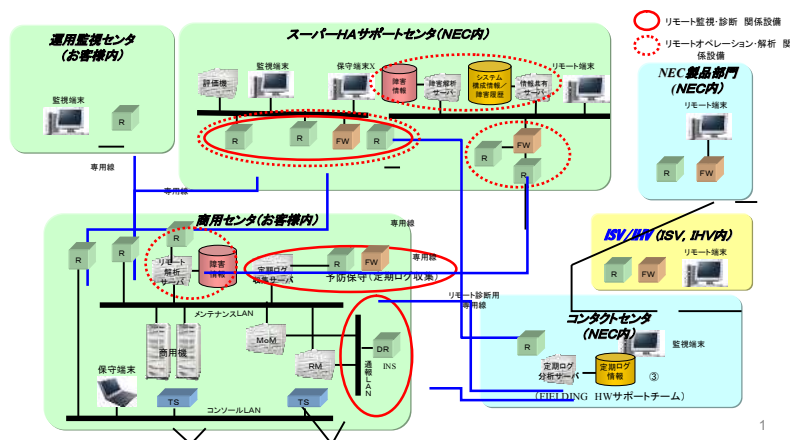 リモート監視・診断 関係設備
リモートオペレーション・解析 関
係設備
運用監視センタ
(お客様内)
監視端末
R
スーパーHAサポートセンタ(NEC内)
評価機
監視端末
保守端末X
障害
情報
障害解析
サーバ
システム
構成情報/
障害履歴
情報共有
サーバ
リモート端末
R
R
FW
R
R
FW
R
NEC製品部門
(NEC内)
リモート端末
R
FW
専用線
専用線
専用線
専用線
商用センタ(お客様内)
R
R
R
リモート
解析
サーバ
障害
情報
定期ログ
収集サーバ
R
FW
予防保守(定期ログ収集)
メンテナンスLAN
商用機
MoM
RM
通報LAN
DR
INS
保守端末
TS
TS
コンソールLAN
ISV/IHV(ISV, IHV内)
R
FW
リモート端末
リモート診断用
専用線
コンタクトセンタ
(NEC内)
R
監視端末
定期ログ
分析サーバ
定期ログ
情報
③
(FIELDING HWサポートチーム)
1